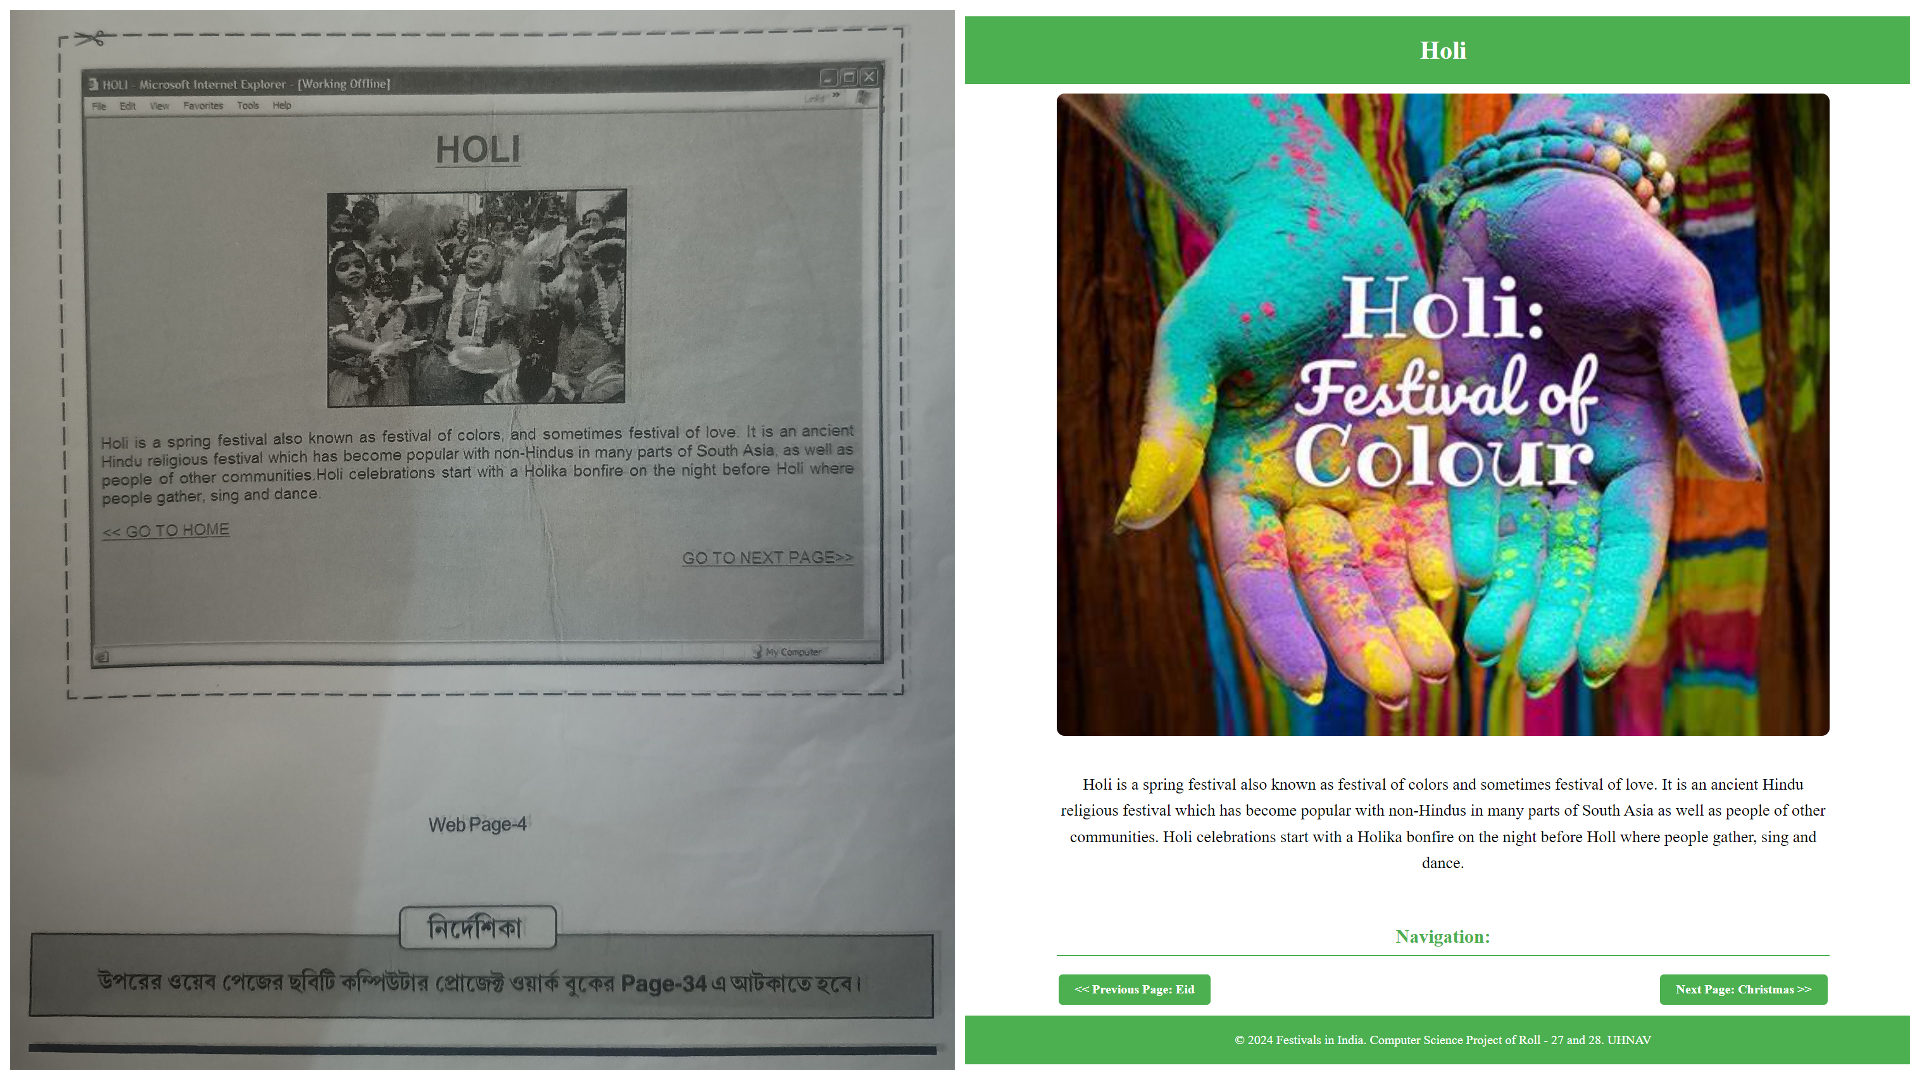 HOLI - Microsoft Internet Explorer - [Working Offline]
File Edit View Favorites Tools Help
Links »
HOLI
Holi is a spring festival also known as festival of colors, and sometimes festival of love. It is an ancient
Hindu religious festival which has become popular with non-Hindus in many parts of South Asia, as well as
people of other communities.Holi celebrations start with a Holika bonfire on the night before Holi where
people gather, sing and dance.
<< GO TO HOME
GO TO NEXT PAGE>>
My Computer
Web Page-4
নির্দেশিকা
উপরের ওয়েব পেজের ছবিটি কম্পিউটার প্রোজেক্ট ওয়ার্ক বুকের Page-34 এ আটকাতে হবে।
Holi
Holi:
Festival of
Colour
Holi is a spring festival also known as festival of colors and sometimes festival of love. It is an ancient Hindu
religious festival which has become popular with non-Hindus in many parts of South Asia as well as people of other
communities. Holi celebrations start with a Holika bonfire on the night before Holl where people gather, sing and
dance.
Navigation:
<< Previous Page: Eid
Next Page: Christmas >>
© 2024 Festivals in India. Computer Science Project of Roll - 27 and 28. UHNAV